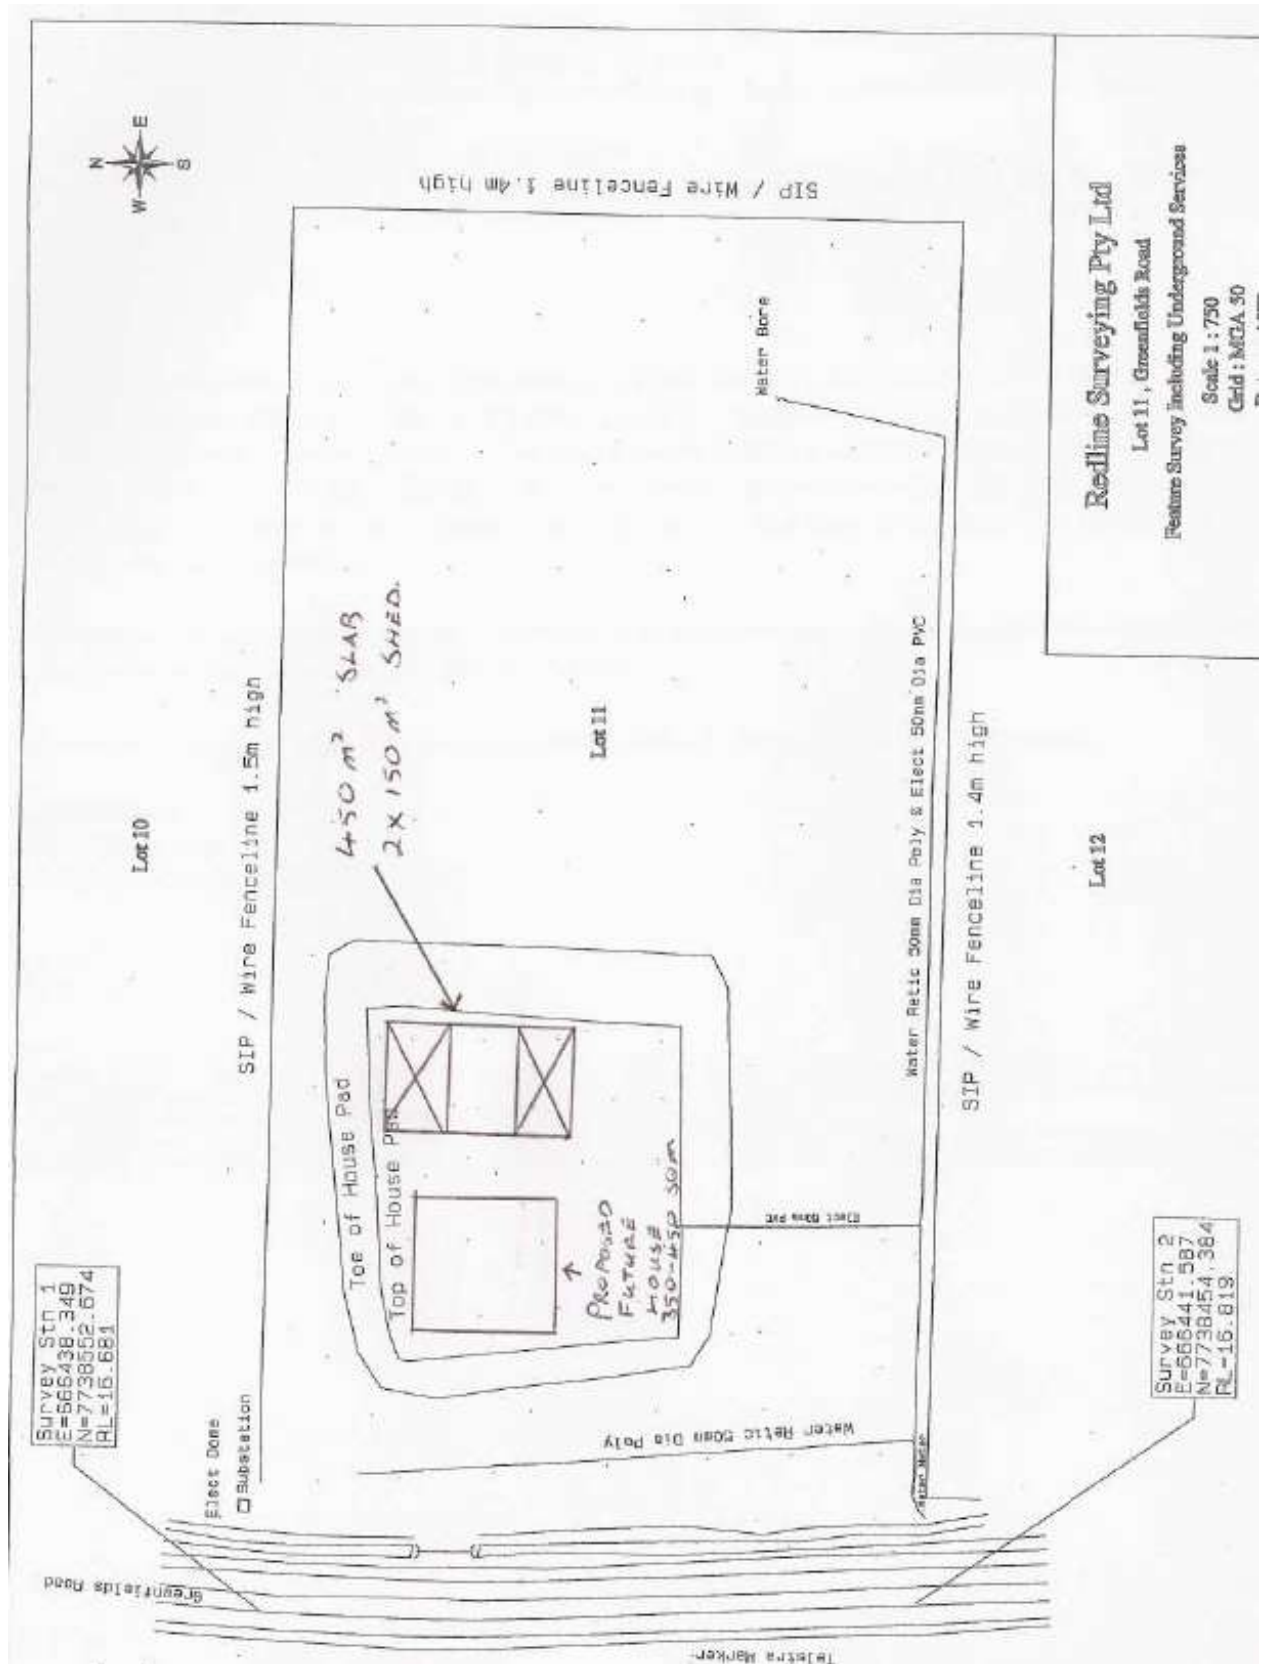 N
E
S
W
SIP / Wire Fenceline 1.4m high
Redline Surveying Pty Ltd
Lot 11 , Greenfields Road
Feature Survey Including Underground Services
Scale 1 : 750
Grid : MGA 50
Water Bore
Lot 10
SIP / Wire Fenceline 1.5m high
450 m² SLAB
2 x 150 m² SHED.
Lot 11
Water Retic 50mm Dia Poly & Elect 50mm Dia PVC
SIP / Wire Fenceline 1.4m high
Lot 12
Toe of House Pad
Top of House Pad
PROPOSED
FUTURE
HOUSE
350-450 SQM
Elect 50mm PVC
Survey Stn 1
E=666438.349
N=7738552.674
RL=16.681
Survey Stn 2
E=666441.587
N=7738454.384
RL=16.819
Elect Dome
Substation
Water Retic 50mm Dia Poly
Water Meter
Greenfields Road
Telstra Marker